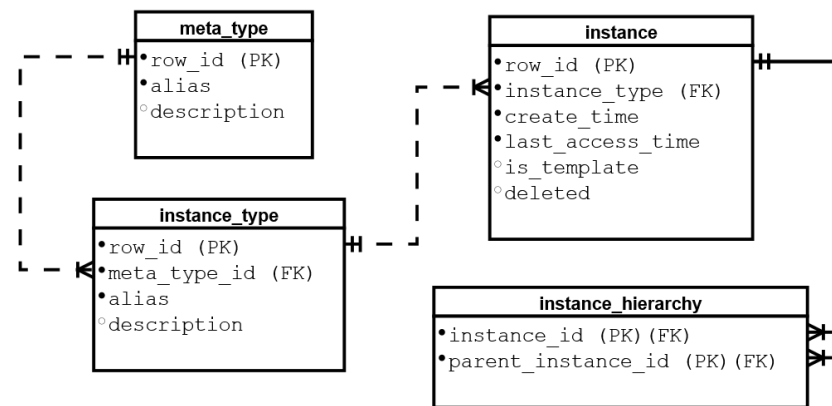 meta_type
row_id (PK)
alias
description
instance
row_id (PK)
instance_type (FK)
create_time
last_access_time
is_template
deleted
instance_type
row_id (PK)
meta_type_id (FK)
alias
description
instance_hierarchy
instance_id (PK)(FK)
parent_instance_id (PK)(FK)